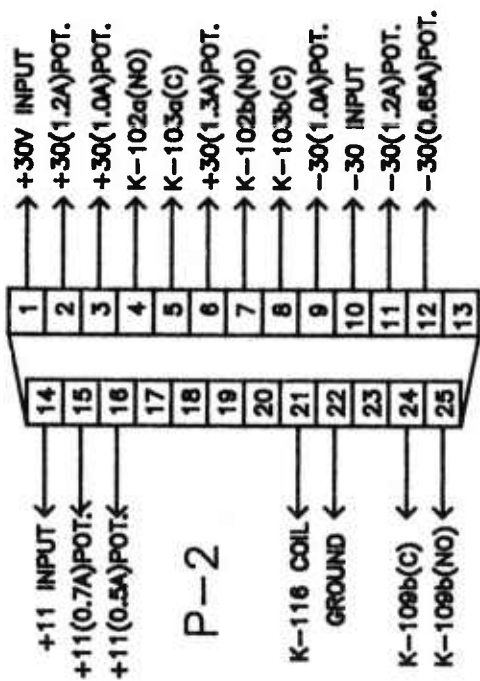 +30V INPUT
+30(1.2A)POT.
+30(1.0A)POT.
K-102a(NO)
K-103a(C)
+30(1.3A)POT.
K-102b(NO)
K-103b(C)
-30(1.0A)POT.
-30 INPUT
-30(1.2A)POT.
-30(0.65A)POT.
1
2
3
4
5
6
7
8
9
10
11
12
13
14
15
16
17
18
19
20
21
22
23
24
25
+11 INPUT
+11(0.7A)POT.
+11(0.5A)POT.
K-116 COIL
GROUND
K-109b(C)
K-109b(NO)
P-2